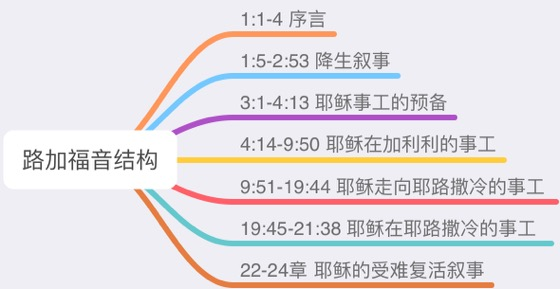 路加福音结构
1:1-4 序言
1:5-2:53 降生叙事
3:1-4:13 耶稣事工的预备
4:14-9:50 耶稣在加利利的事工
9:51-19:44 耶稣走向耶路撒冷的事工
19:45-21:38 耶稣在耶路撒冷的事工
22-24章 耶稣的受难复活叙事